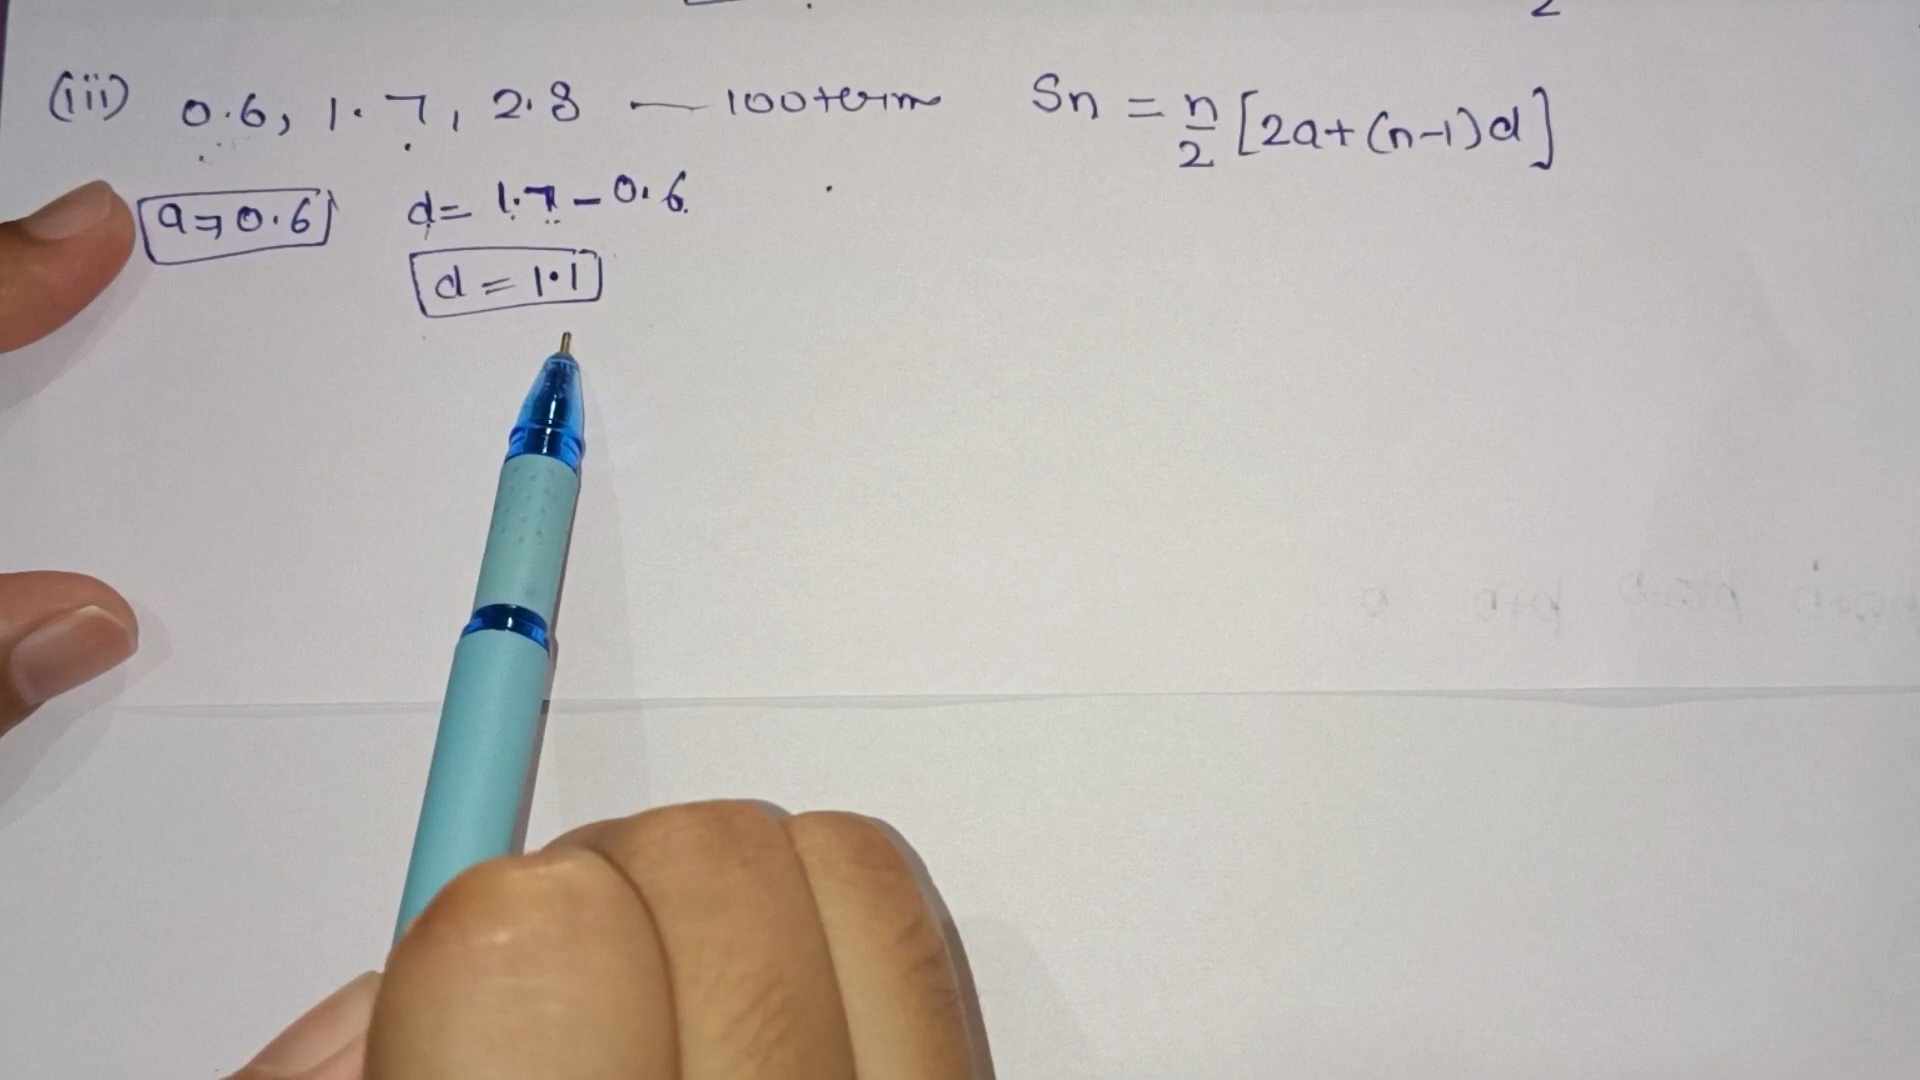 2
(iii) 0.6, 1.7, 2.8 — 100 term Sn = n/2 [2a+(n-1)d]
a=0.6 d= 1.7-0.6
d=1.1